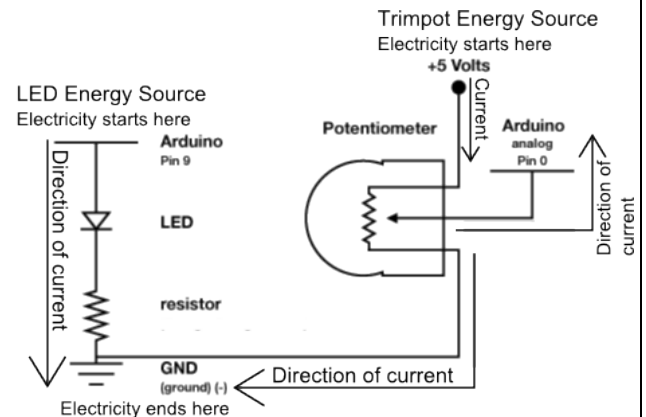 Trimpot Energy Source
Electricity starts here
+5 Volts
LED Energy Source
Electricity starts here
Current
Potentiometer
Arduino
analog
Pin 0
Arduino
Pin 9
Direction of current
Direction of
current
LED
resistor
GND
(ground) (-)
Direction of current
Electricity ends here